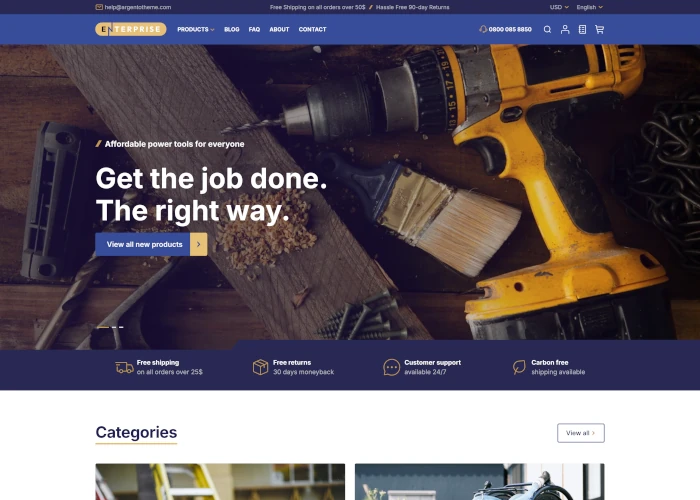 help@argentotheme.com
Free Shipping on all orders over 50$ Hassle Free 90-day Returns
USD English
ENTERPRISE PRODUCTS BLOG FAQ ABOUT CONTACT 0800 085 8850
Affordable power tools for everyone
Get the job done.
The right way.
View all new products
Free shipping
on all orders over 25$
Free returns
30 days moneyback
Customer support
available 24/7
Carbon free
shipping available
Categories
View all